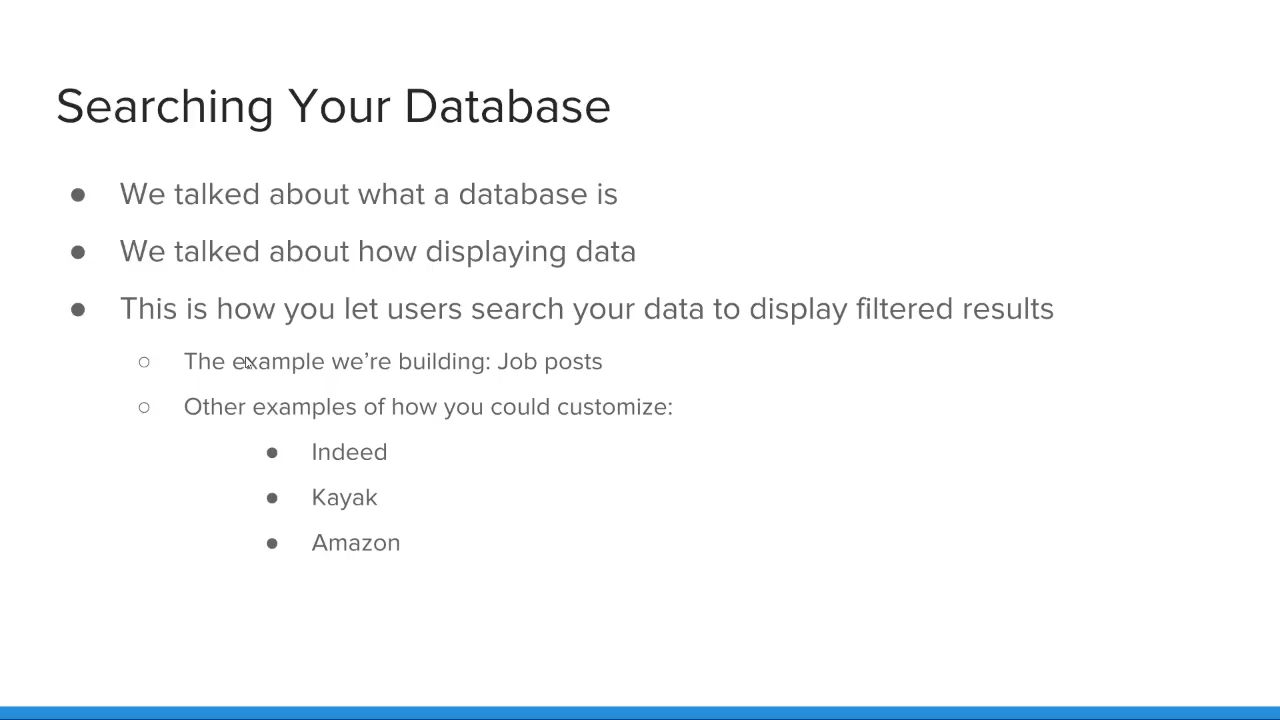 Searching Your Database
● We talked about what a database is
● We talked about how displaying data
● This is how you let users search your data to display filtered results
○ The example we're building: Job posts
○ Other examples of how you could customize:
● Indeed
● Kayak
● Amazon